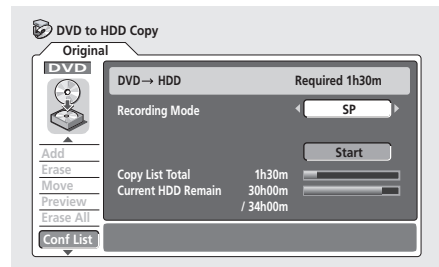 DVD to HDD Copy
Original
DVD
DVD→ HDD Required 1h30m
Recording Mode SP
Start
Add
Erase
Move
Preview
Erase All
Conf List
Copy List Total 1h30m
Current HDD Remain 30h00m
/ 34h00m